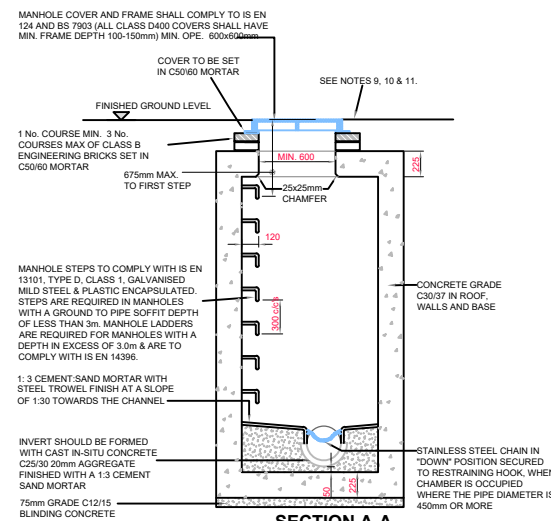 MANHOLE COVER AND FRAME SHALL COMPLY TO IS EN
124 AND BS 7903 (ALL CLASS D400 COVERS SHALL HAVE
MIN. FRAME DEPTH 100-150mm) MIN. OPE. 600x600mm
COVER TO BE SET
IN C50\60 MORTAR
SEE NOTES 9, 10 & 11.
FINISHED GROUND LEVEL
1 No. COURSE MIN. 3 No.
COURSES MAX OF CLASS B
ENGINEERING BRICKS SET IN
C50/60 MORTAR
MIN. 600
225
675mm MAX.
TO FIRST STEP
25x25mm
CHAMFER
120
MANHOLE STEPS TO COMPLY WITH IS EN
13101, TYPE D, CLASS 1, GALVANISED
MILD STEEL & PLASTIC ENCAPSULATED.
STEPS ARE REQUIRED IN MANHOLES
WITH A GROUND TO PIPE SOFFIT DEPTH
OF LESS THAN 3m. MANHOLE LADDERS
ARE REQUIRED FOR MANHOLES WITH A
DEPTH IN EXCESS OF 3.0m & ARE TO
COMPLY WITH IS EN 14396.
300 c/c's
CONCRETE GRADE
C30/37 IN ROOF,
WALLS AND BASE
1: 3 CEMENT:SAND MORTAR WITH
STEEL TROWEL FINISH AT A SLOPE
OF 1:30 TOWARDS THE CHANNEL
INVERT SHOULD BE FORMED
WITH CAST IN-SITU CONCRETE
C25/30 20mm AGGREGATE
FINISHED WITH A 1:3 CEMENT
SAND MORTAR
STAINLESS STEEL CHAIN IN
"DOWN" POSITION SECURED
TO RESTRAINING HOOK, WHEN
CHAMBER IS OCCUPIED
WHERE THE PIPE DIAMETER IS
450mm OR MORE
225
75mm GRADE C12/15
BLINDING CONCRETE
SECTION A-A